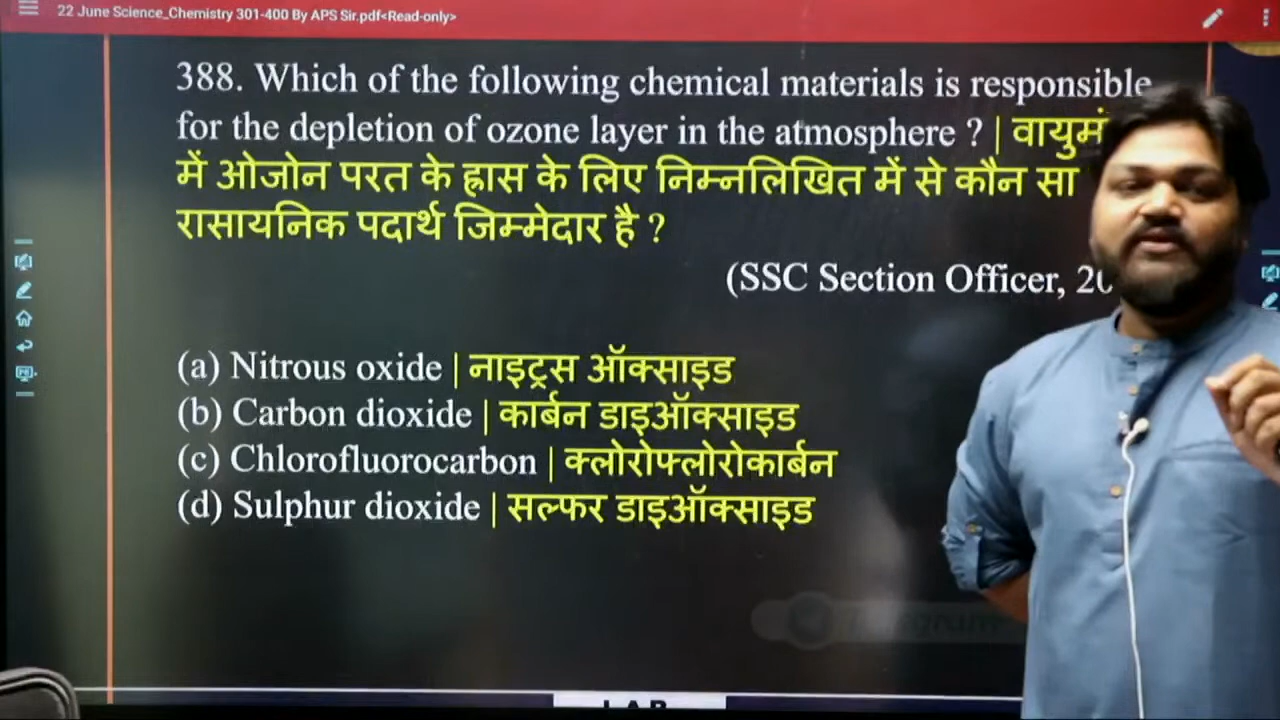 22 June Science_Chemistry 301-400 By APS Sir.pdf<Read-only>
388. Which of the following chemical materials is responsible
for the depletion of ozone layer in the atmosphere ? |
में ओजोन परत के ह्रास के लिए निम्नलिखित में से कौन सा
रासायनिक पदार्थ जिम्मेदार है ?
(SSC Section Officer,
(a) Nitrous oxide | नाइट्रस ऑक्साइड
(b) Carbon dioxide | कार्बन डाइऑक्साइड
(c) Chlorofluorocarbon | क्लोरोफ्लोरोकार्बन
(d) Sulphur dioxide | सल्फर डाइऑक्साइड